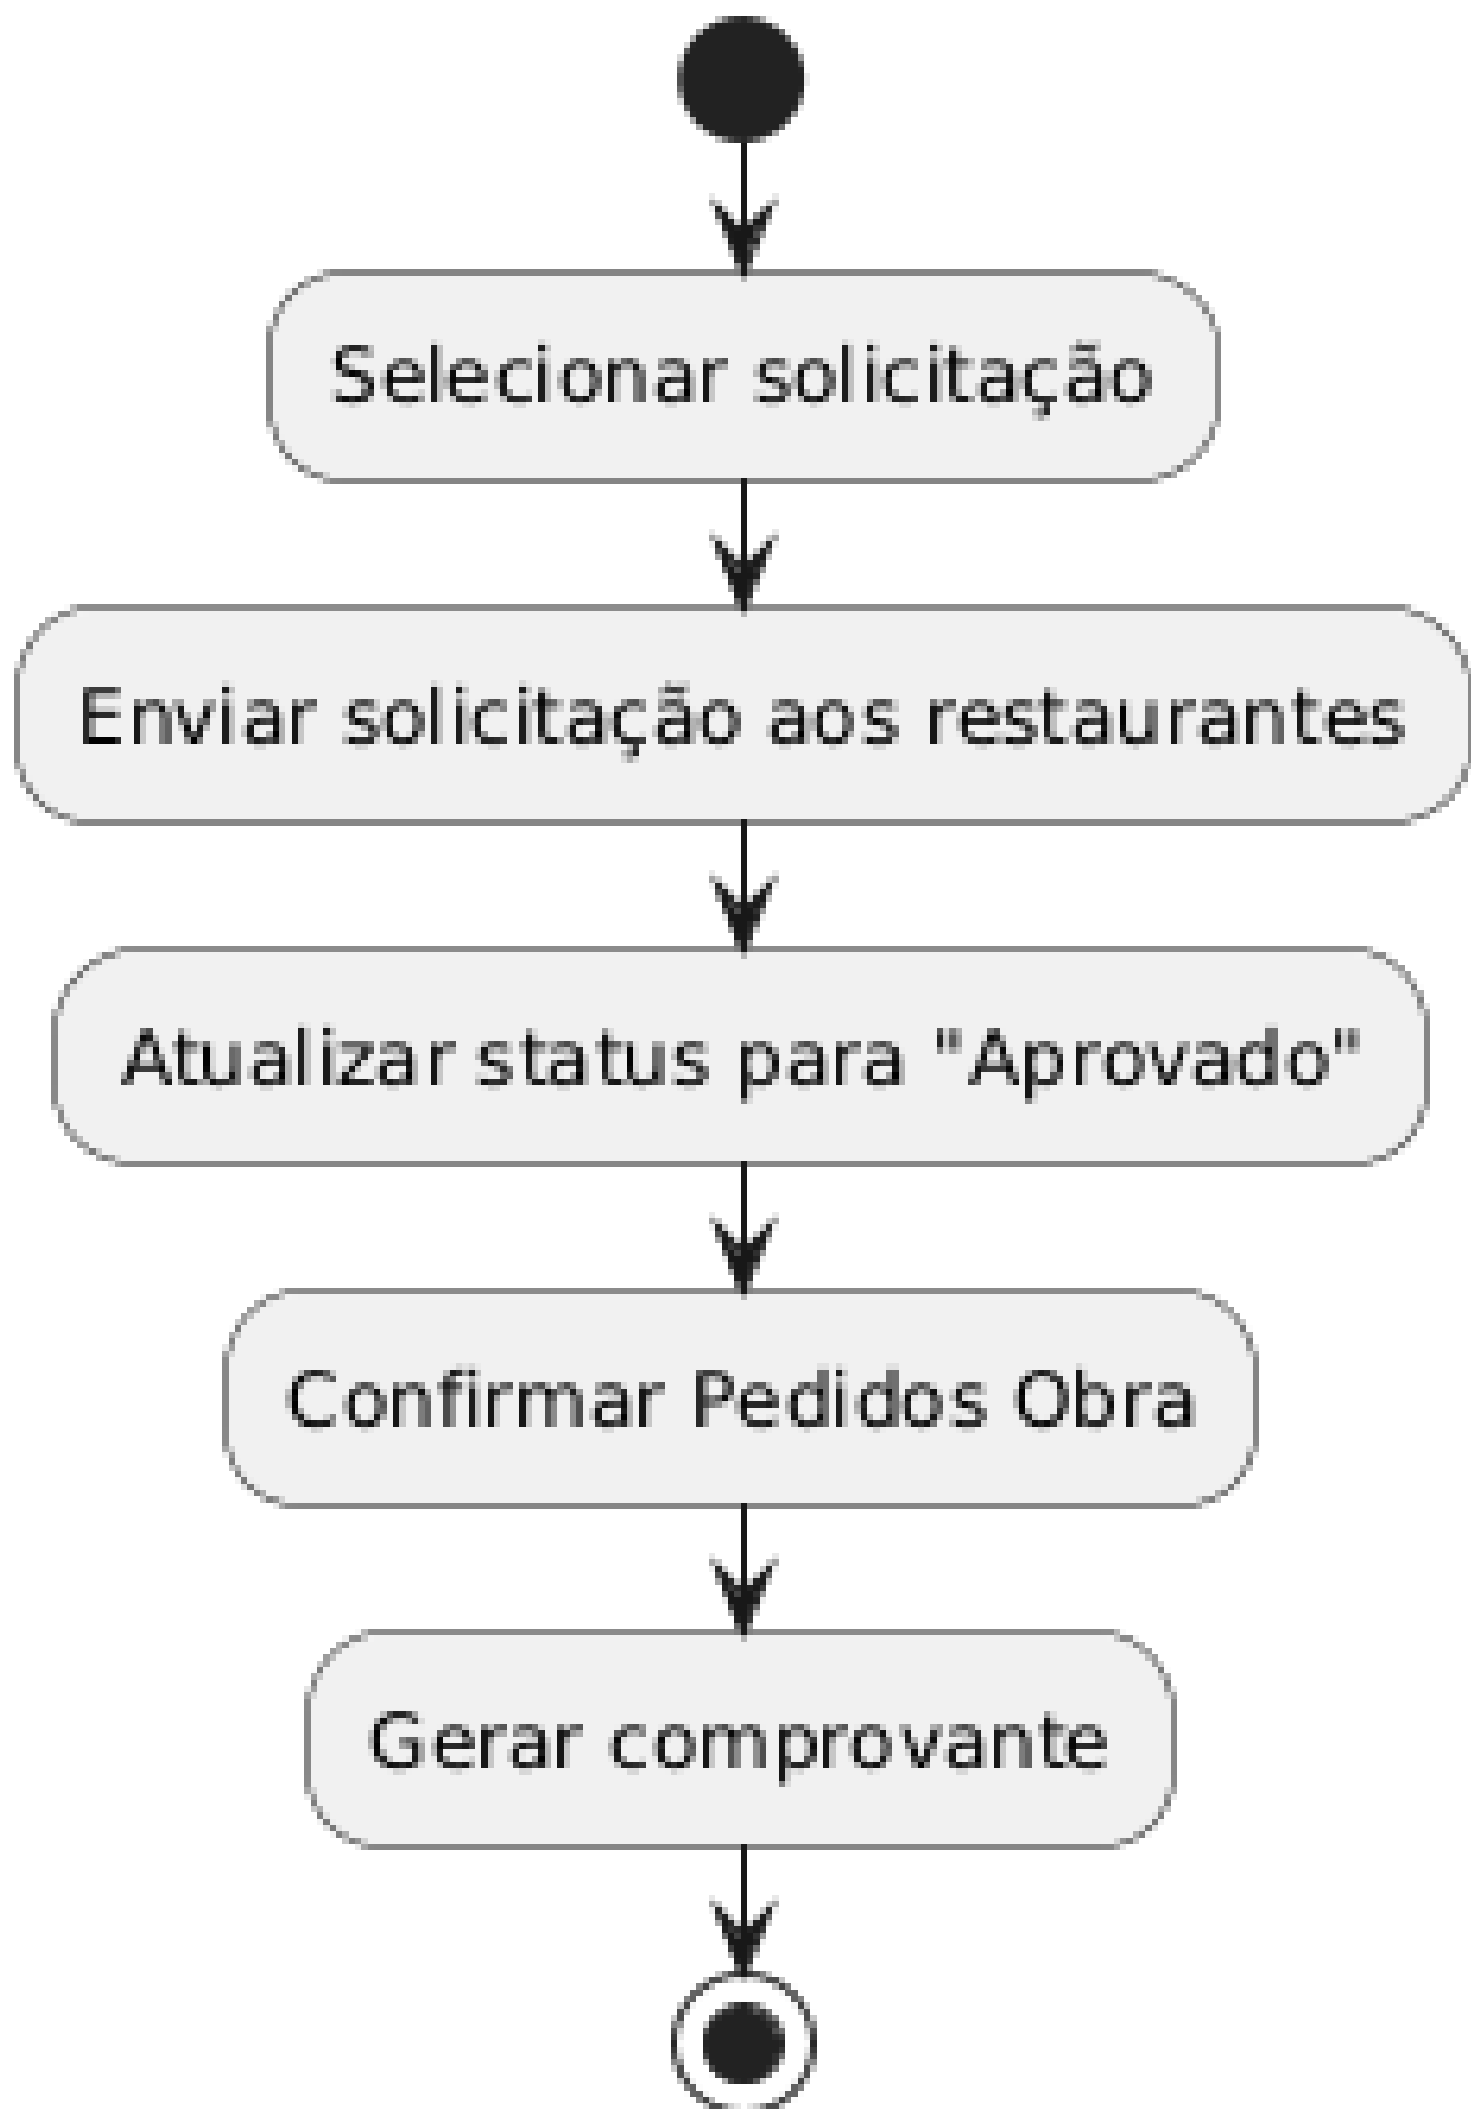 Selecionar solicitação
Enviar solicitação aos restaurantes
Atualizar status para "Aprovado"
Confirmar Pedidos Obra
Gerar comprovante